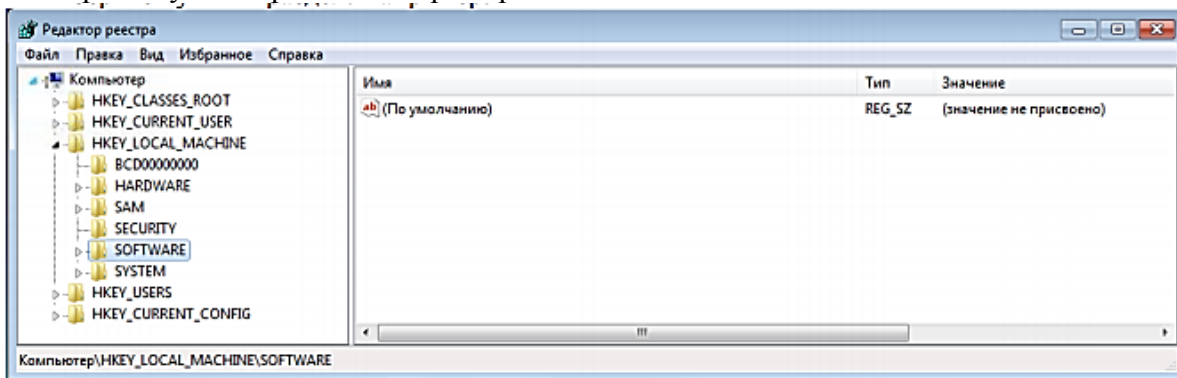 Редактор реестра
Файл Правка Вид Избранное Справка
Компьютер
HKEY_CLASSES_ROOT
HKEY_CURRENT_USER
HKEY_LOCAL_MACHINE
BCD00000000
HARDWARE
SAM
SECURITY
SOFTWARE
SYSTEM
HKEY_USERS
HKEY_CURRENT_CONFIG
Имя Тип Значение
ab (По умолчанию) REG_SZ (значение не присвоено)
Компьютер\HKEY_LOCAL_MACHINE\SOFTWARE